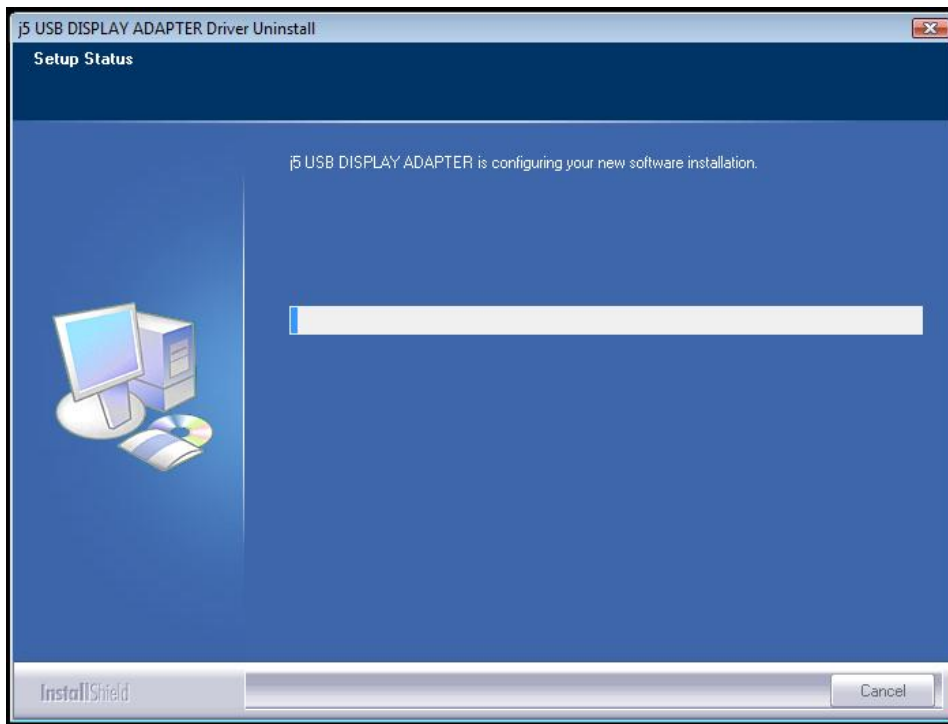 j5 USB DISPLAY ADAPTER Driver Uninstall
Setup Status
j5 USB DISPLAY ADAPTER is configuring your new software installation.
InstallShield
Cancel